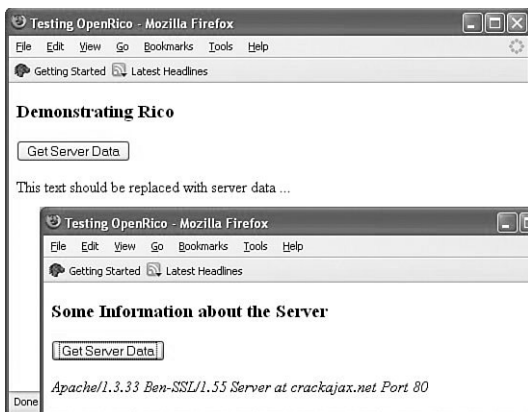 Testing OpenRico - Mozilla Firefox
File Edit View Go Bookmarks Tools Help
Getting Started Latest Headlines
Demonstrating Rico
Get Server Data
This text should be replaced with server data ...
Testing OpenRico - Mozilla Firefox
File Edit View Go Bookmarks Tools Help
Getting Started Latest Headlines
Some Information about the Server
Get Server Data
Apache/1.3.33 Ben-SSL/1.55 Server at crackajax.net Port 80
Done